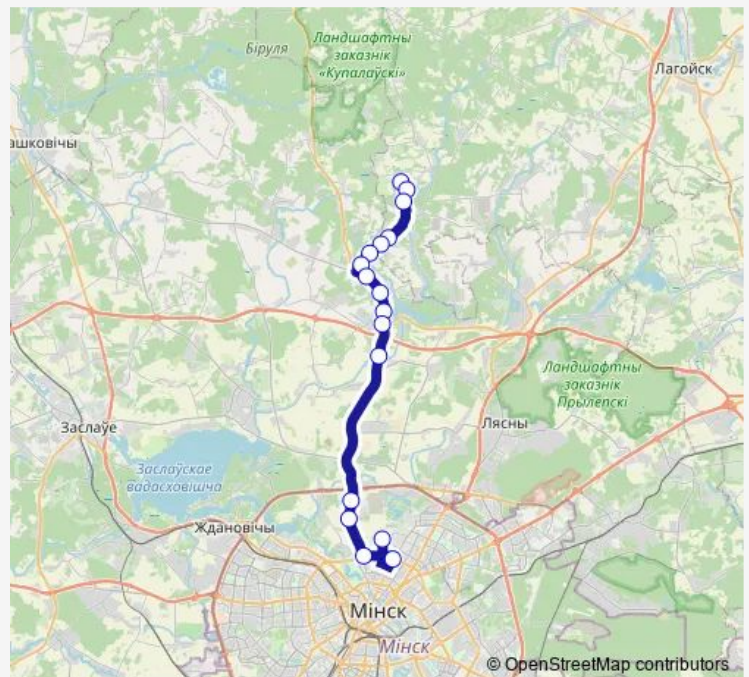 Біруля
Ландшафтны
заказнік
«Купалаўскі»
Лагойск
ашковічы
Ландшафтны
заказнік
Прылепскі
Заслаўе
Лясны
Заслаўскае
вадасховішча
Ждановічы
Мінск
Мінск
© OpenStreetMap contributors